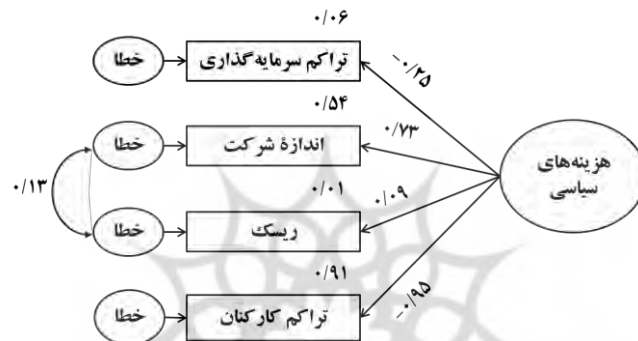 ۰/۰۶
خطا
تراکم سرمایه‌گذاری
-۰/۲۵
۰/۵۴
خطا
اندازهٔ شرکت
۰/۷۳
هزینه‌های
سیاسی
۰/۱۳
۰/۰۱
خطا
ریسک
۰/۰۹
۰/۹۱
خطا
تراکم کارکنان
-۰/۹۵